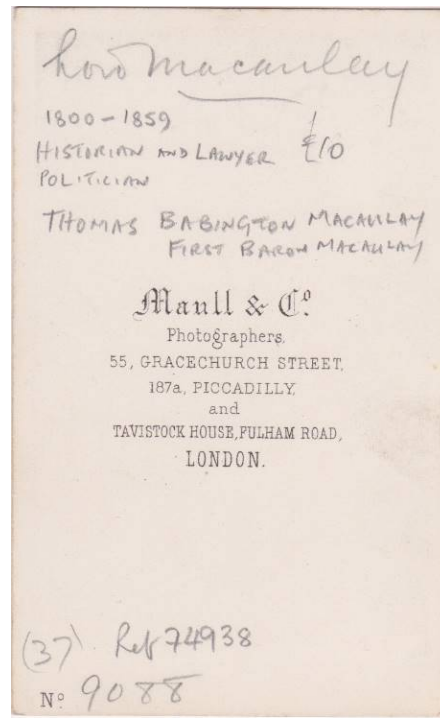 Lord Macaulay
1800-1859
HISTORIAN AND LAWYER £10
POLITICIAN
THOMAS BABINGTON MACAULAY
FIRST BARON MACAULAY
Maull & Co.
Photographers,
55, GRACECHURCH STREET,
187a, PICCADILLY,
and
TAVISTOCK HOUSE, FULHAM ROAD,
LONDON.
(37) Ref 74938
No. 9088